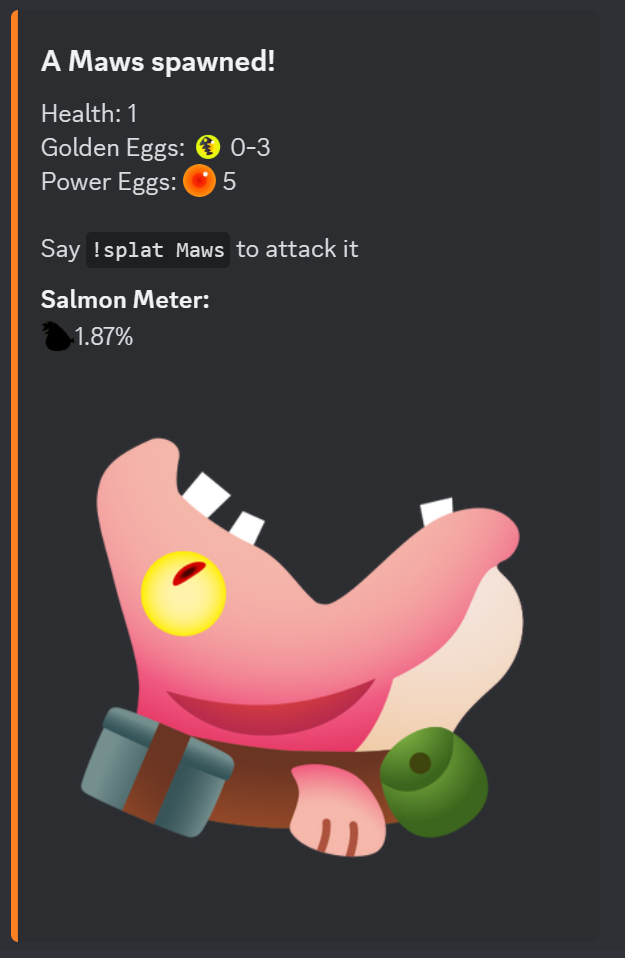 A Maws spawned!
Health: 1
Golden Eggs: 0-3
Power Eggs: 5
Say !splat Maws to attack it
Salmon Meter:
1.87%